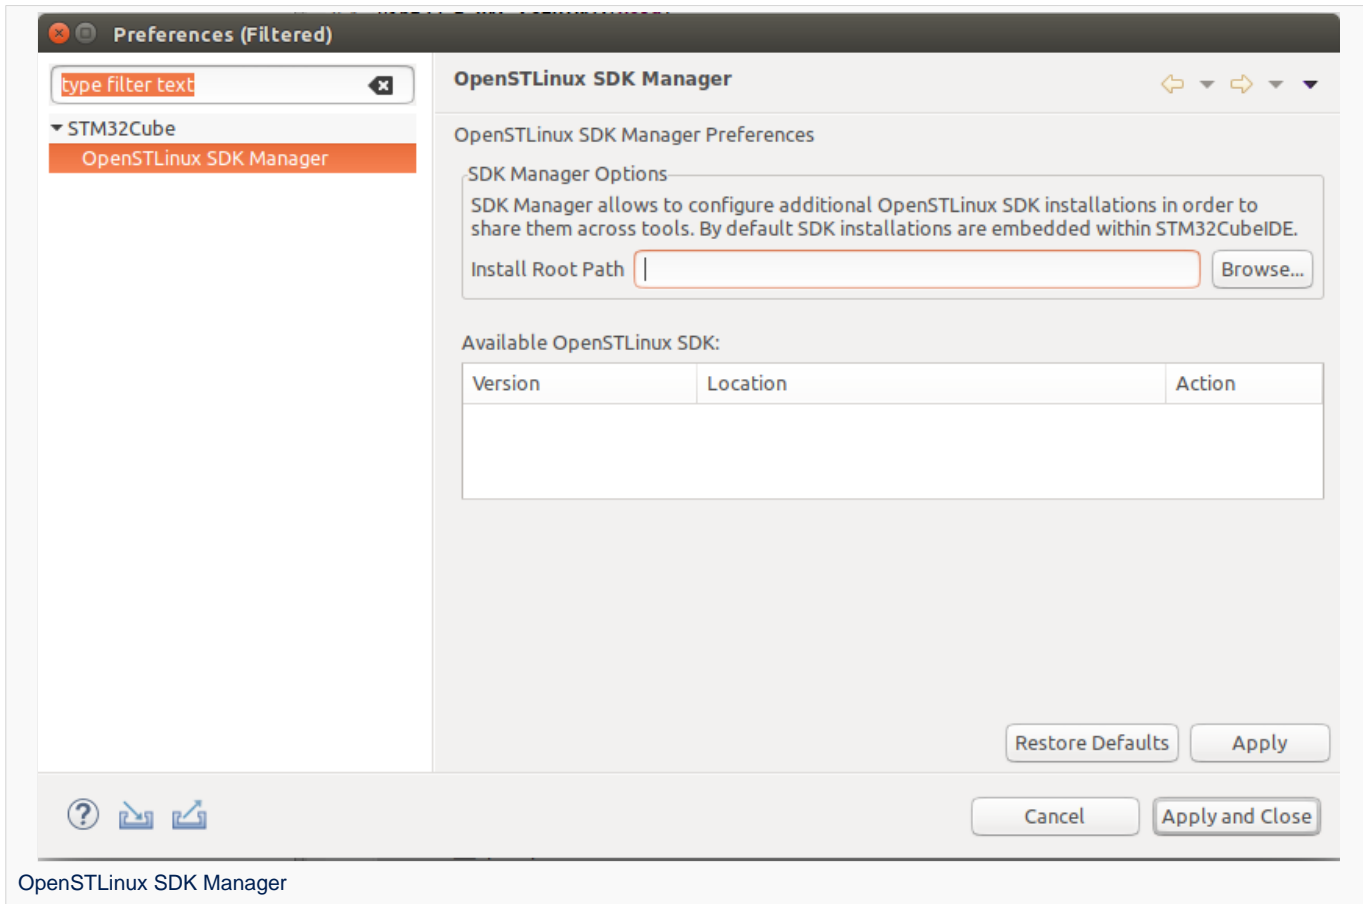 Preferences (Filtered)
type filter text
STM32Cube
OpenSTLinux SDK Manager
OpenSTLinux SDK Manager
OpenSTLinux SDK Manager Preferences
SDK Manager Options
SDK Manager allows to configure additional OpenSTLinux SDK installations in order to
share them across tools. By default SDK installations are embedded within STM32CubeIDE.
Install Root Path Browse...
Available OpenSTLinux SDK:
Version Location Action
Restore Defaults Apply
Cancel Apply and Close
OpenSTLinux SDK Manager